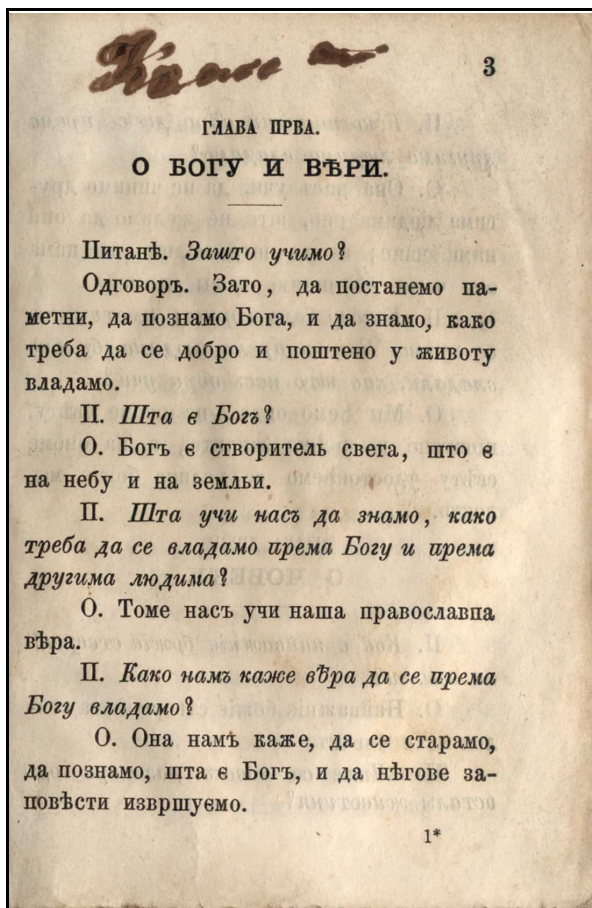 3
ГЛАВА ПРВА.
О БОГУ И ВѢРИ.
Питанѣ. Зашто учимо?
Одговоръ. Зато, да постанемо па-
метни, да познамо Бога, и да знамо, како
треба да се добро и поштено у животу
владамо.
П. Шта є Богъ?
О. Богъ є створитель свега, што є
на небу и на земльи.
П. Шта учи насъ да знамо, како
треба да се владамо према Богу и према
другима людима?
О. Томе насъ учи наша православна
вѣра.
П. Како намъ каже вѣра да се према
Богу владамо?
О. Она намъ каже, да се старамо,
да познамо, шта є Богъ, и да нѣгове за-
повѣсти извршуємо.
1*